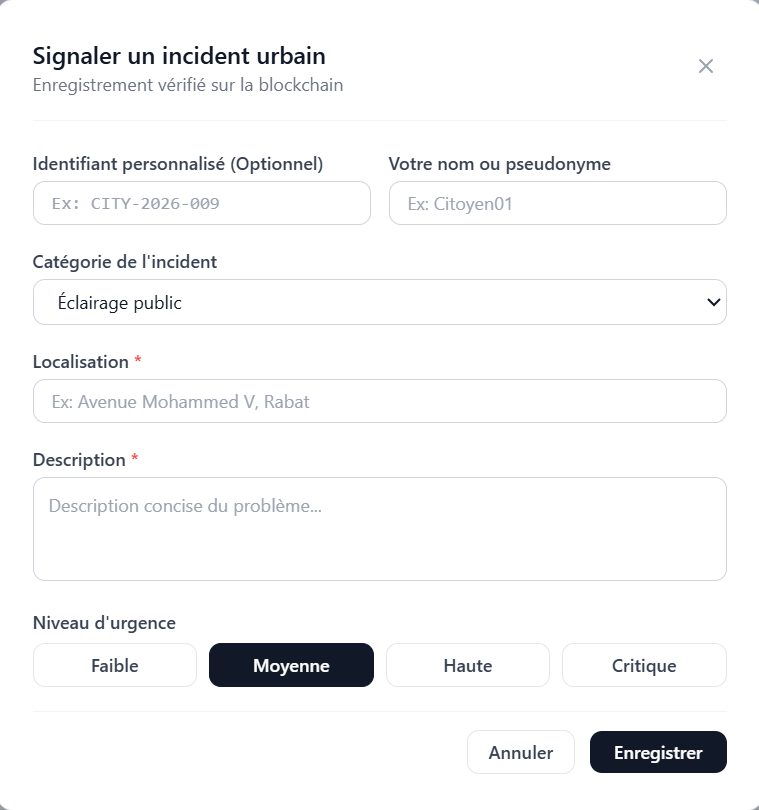 Signaler un incident urbain
Enregistrement vérifié sur la blockchain
Identifiant personnalisé (Optionnel)
Votre nom ou pseudonyme
Ex: CITY-2026-009
Ex: Citoyen01
Catégorie de l'incident
Éclairage public
Localisation *
Ex: Avenue Mohammed V, Rabat
Description *
Description concise du problème...
Niveau d'urgence
Faible
Moyenne
Haute
Critique
Annuler
Enregistrer